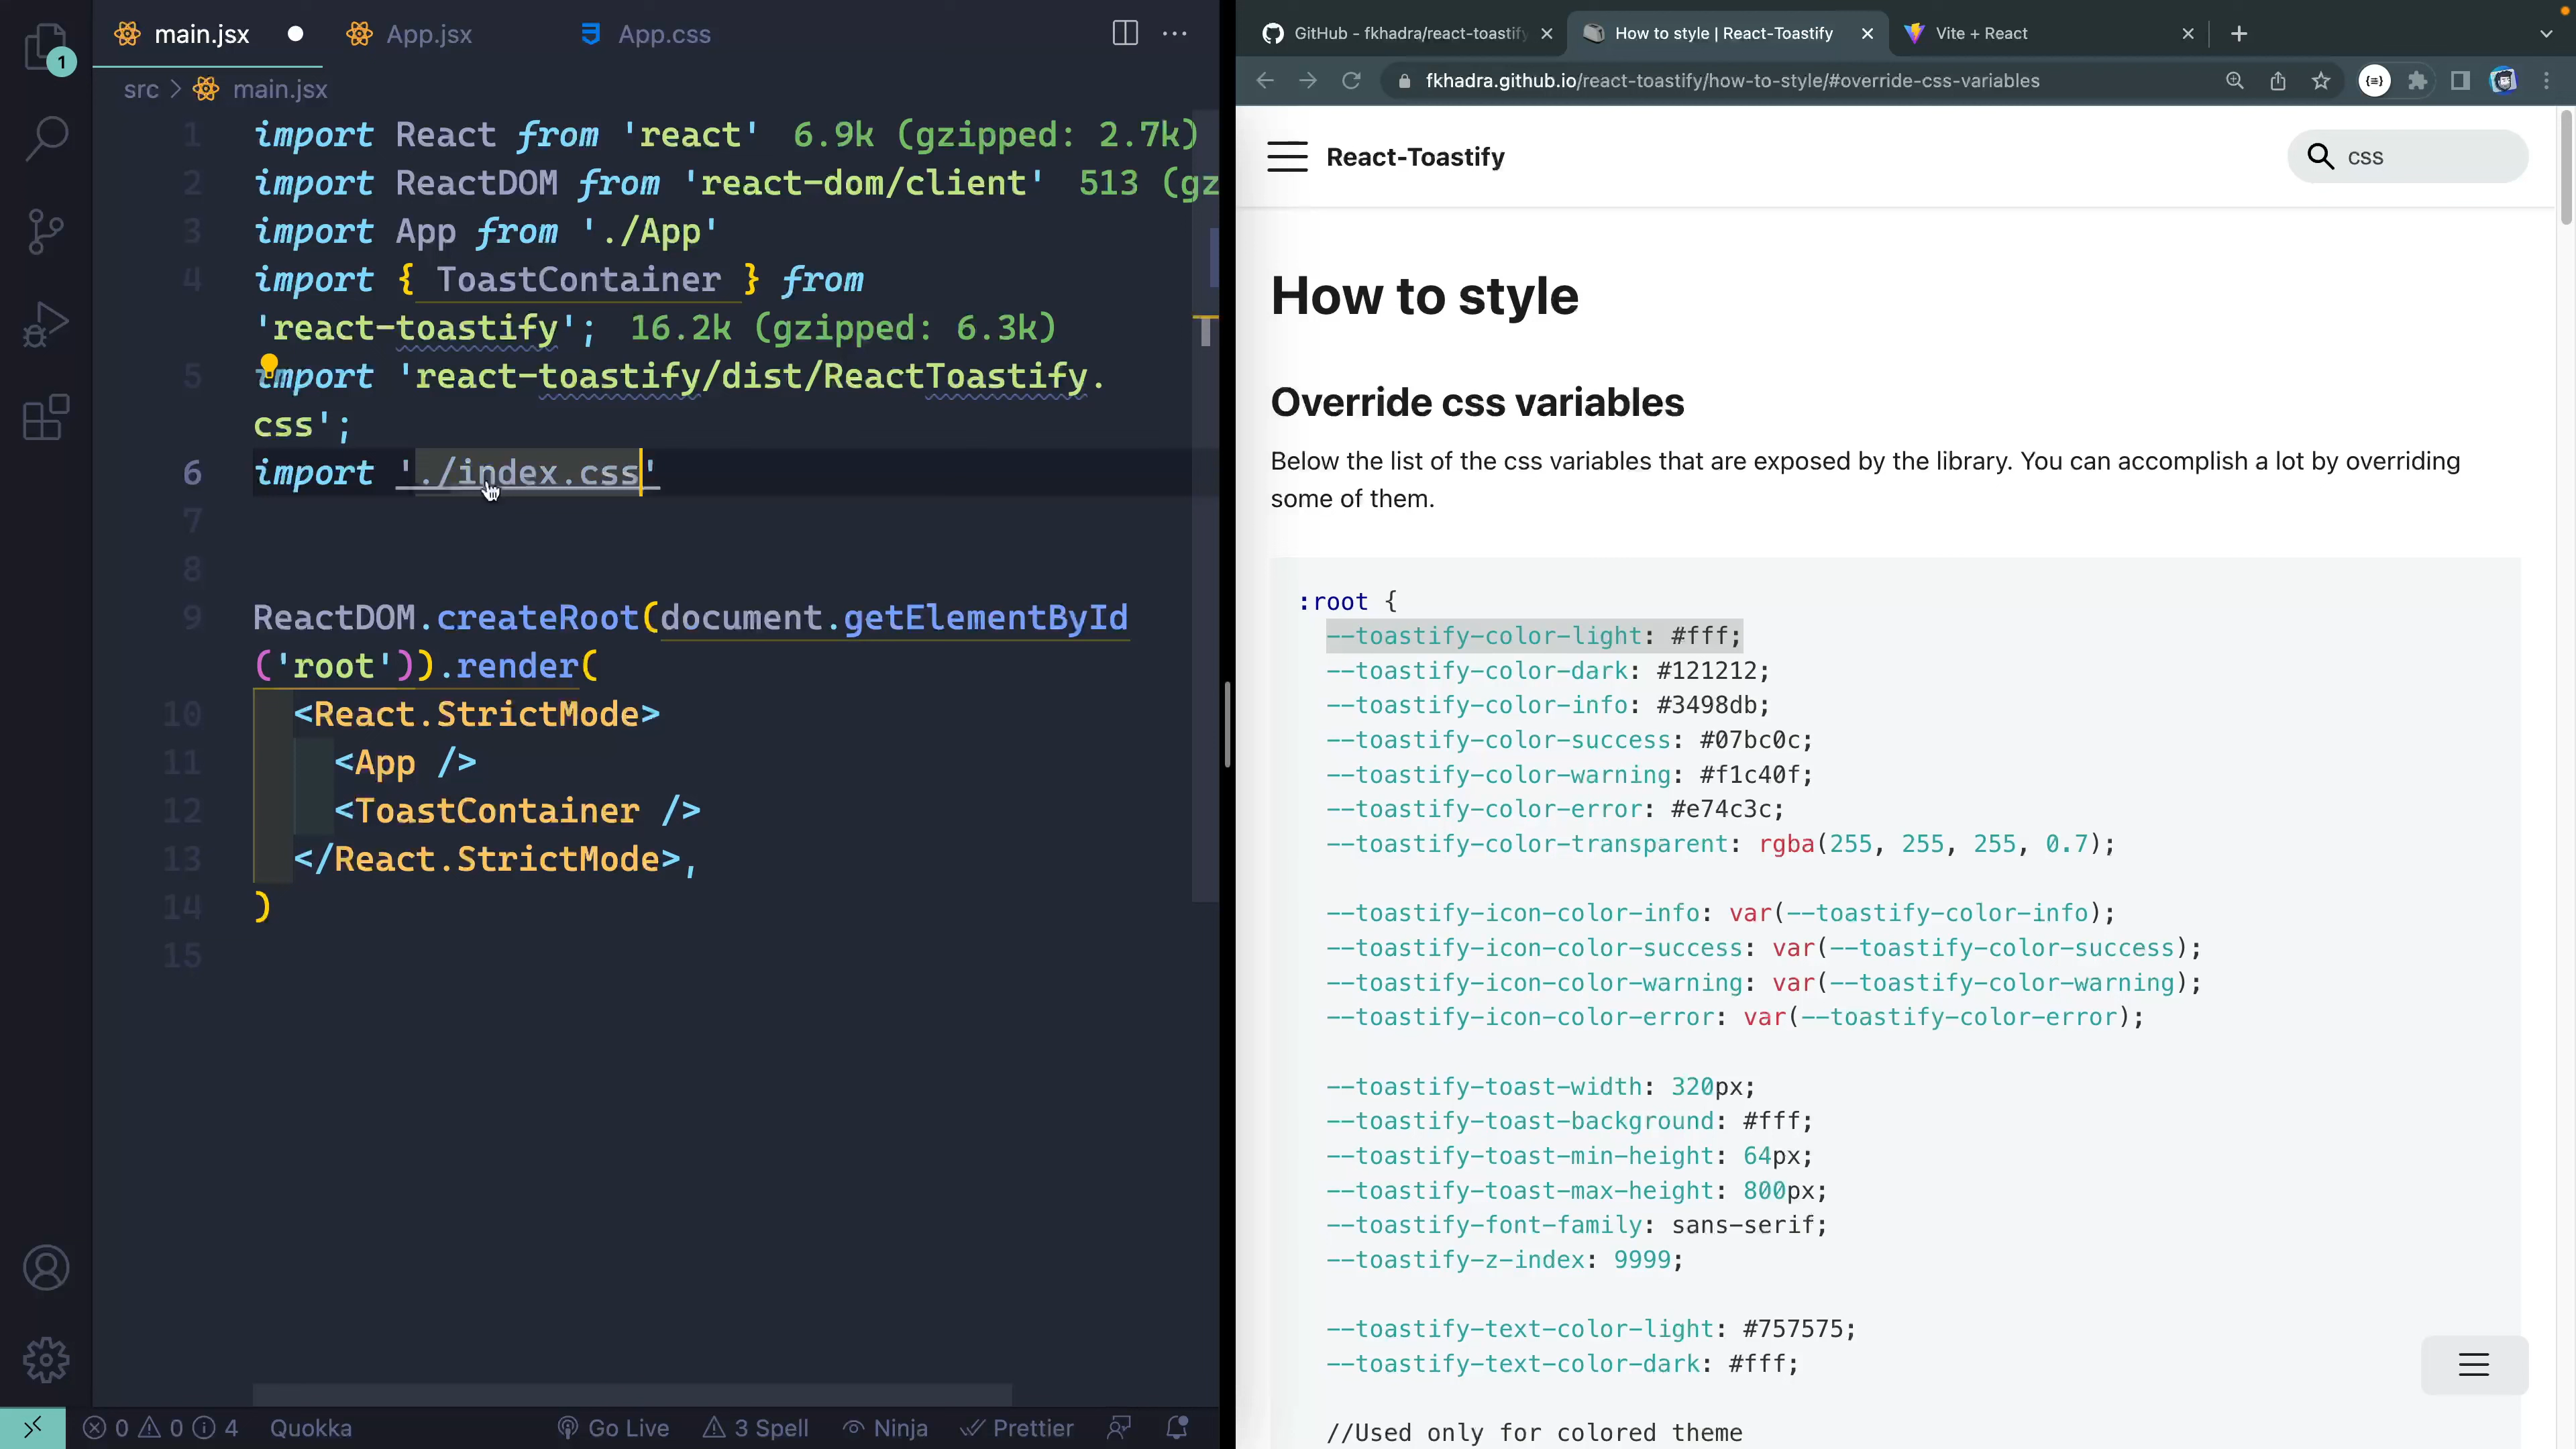 main.jsx
App.jsx
App.css
src > main.jsx
1 import React from 'react' 6.9k (gzipped: 2.7k)
2 import ReactDOM from 'react-dom/client' 513 (gz
3 import App from './App'
4 import { ToastContainer } from
'react-toastify'; 16.2k (gzipped: 6.3k)
5 import 'react-toastify/dist/ReactToastify.
css';
6 import './index.css'
7
8
9 ReactDOM.createRoot(document.getElementById
('root')).render(
10 <React.StrictMode>
11 <App />
12 <ToastContainer />
13 </React.StrictMode>,
14 )
15
1
0 0 4 Quokka Go Live 3 Spell Ninja Prettier
GitHub - fkhadra/react-toastify
How to style | React-Toastify
Vite + React
fkhadra.github.io/react-toastify/how-to-style/#override-css-variables
React-Toastify
css
How to style
Override css variables
Below the list of the css variables that are exposed by the library. You can accomplish a lot by overriding
some of them.
:root {
--toastify-color-light: #fff;
--toastify-color-dark: #121212;
--toastify-color-info: #3498db;
--toastify-color-success: #07bc0c;
--toastify-color-warning: #f1c40f;
--toastify-color-error: #e74c3c;
--toastify-color-transparent: rgba(255, 255, 255, 0.7);
--toastify-icon-color-info: var(--toastify-color-info);
--toastify-icon-color-success: var(--toastify-color-success);
--toastify-icon-color-warning: var(--toastify-color-warning);
--toastify-icon-color-error: var(--toastify-color-error);
--toastify-toast-width: 320px;
--toastify-toast-background: #fff;
--toastify-toast-min-height: 64px;
--toastify-toast-max-height: 800px;
--toastify-font-family: sans-serif;
--toastify-z-index: 9999;
--toastify-text-color-light: #757575;
--toastify-text-color-dark: #fff;
//Used only for colored theme